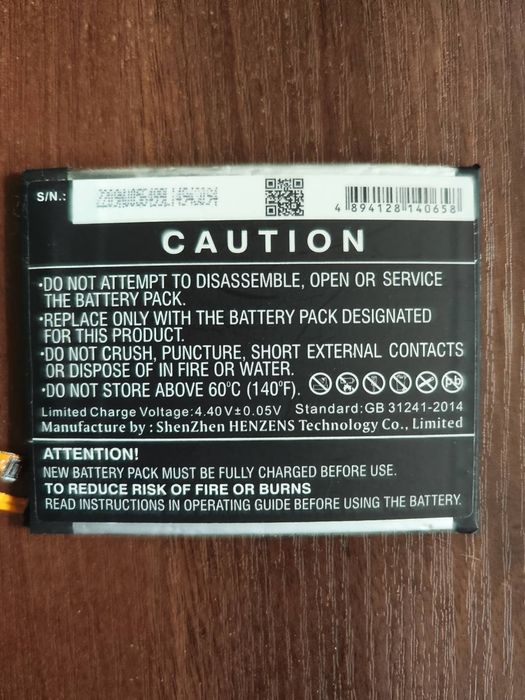 S/N.:
4 894128 140658
CAUTION
•DO NOT ATTEMPT TO DISASSEMBLE, OPEN OR SERVICE
THE BATTERY PACK.
•REPLACE ONLY WITH THE BATTERY PACK DESIGNATED
FOR THIS PRODUCT.
•DO NOT CRUSH, PUNCTURE, SHORT EXTERNAL CONTACTS
OR DISPOSE OF IN FIRE OR WATER.
•DO NOT STORE ABOVE 60°C (140°F).
Limited Charge Voltage:4.40V±0.05V Standard:GB 31241-2014
Manufacture by:ShenZhen HENZENS Technology Co., Limited
ATTENTION!
NEW BATTERY PACK MUST BE FULLY CHARGED BEFORE USE.
TO REDUCE RISK OF FIRE OR BURNS
READ INSTRUCTIONS IN OPERATING GUIDE BEFORE USING THE BATTERY.